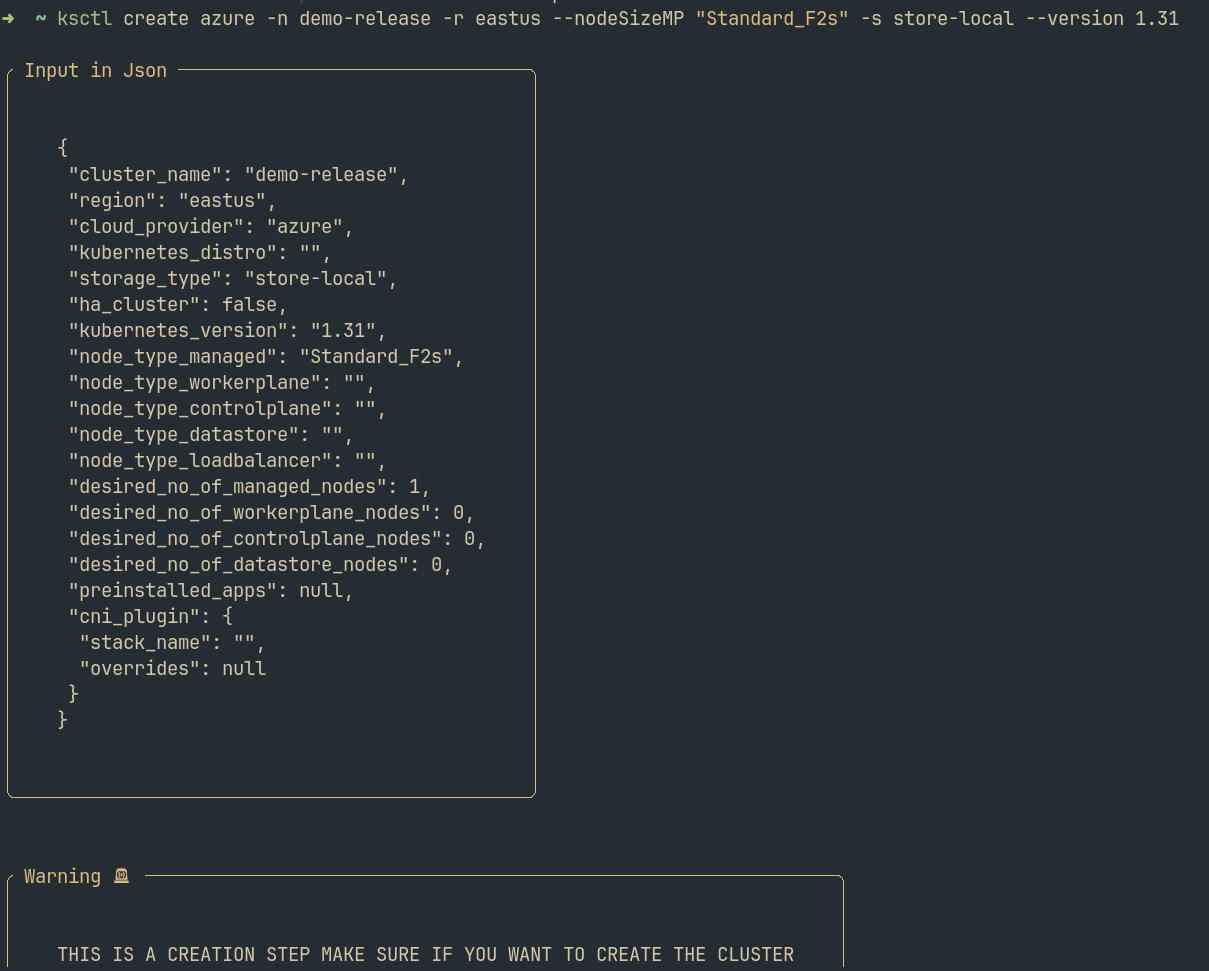 ➜  ~ ksctl create azure -n demo-release -r eastus --nodeSizeMP "Standard_F2s" -s store-local --version 1.31
Input in Json
{
 "cluster_name": "demo-release",
 "region": "eastus",
 "cloud_provider": "azure",
 "kubernetes_distro": "",
 "storage_type": "store-local",
 "ha_cluster": false,
 "kubernetes_version": "1.31",
 "node_type_managed": "Standard_F2s",
 "node_type_workerplane": "",
 "node_type_controlplane": "",
 "node_type_datastore": "",
 "node_type_loadbalancer": "",
 "desired_no_of_managed_nodes": 1,
 "desired_no_of_workerplane_nodes": 0,
 "desired_no_of_controlplane_nodes": 0,
 "desired_no_of_datastore_nodes": 0,
 "preinstalled_apps": null,
 "cni_plugin": {
  "stack_name": "",
  "overrides": null
 }
}
Warning 🚨
THIS IS A CREATION STEP MAKE SURE IF YOU WANT TO CREATE THE CLUSTER